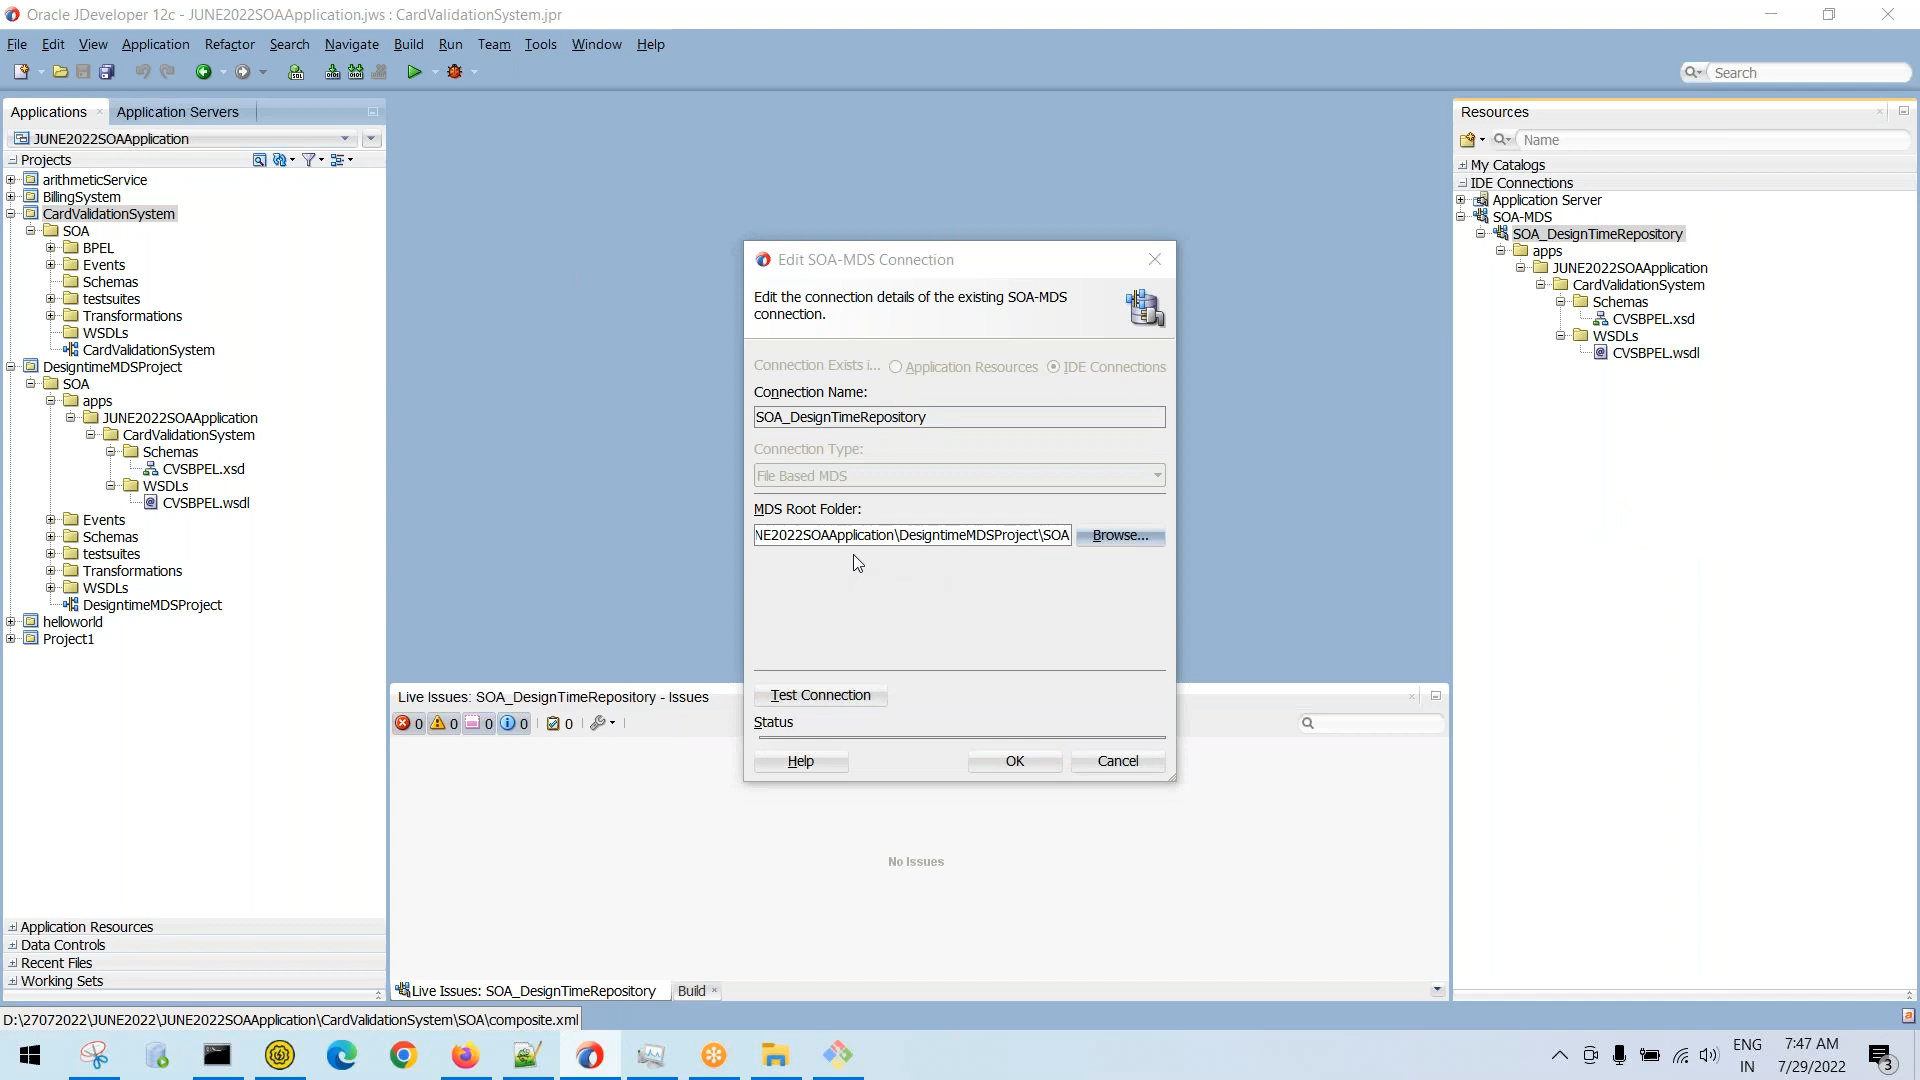 Oracle JDeveloper 12c - JUNE2022SOAApplication.jws : CardValidationSystem.jpr
File Edit View Application Refactor Search Navigate Build Run Team Tools Window Help
Search
Applications
Application Servers
JUNE2022SOAApplication
Projects
arithmeticService
BillingSystem
CardValidationSystem
SOA
BPEL
Events
Schemas
testsuites
Transformations
WSDLs
CardValidationSystem
DesigntimeMDSProject
SOA
apps
JUNE2022SOAApplication
CardValidationSystem
Schemas
CVSBPEL.xsd
WSDLs
CVSBPEL.wsdl
Events
Schemas
testsuites
Transformations
WSDLs
DesigntimeMDSProject
helloworld
Project1
Application Resources
Data Controls
Recent Files
Working Sets
Edit SOA-MDS Connection
Edit the connection details of the existing SOA-MDS
connection.
Connection Exists i... Application Resources IDE Connections
Connection Name:
SOA_DesignTimeRepository
Connection Type:
File Based MDS
MDS Root Folder:
NE2022SOAApplication\DesigntimeMDSProject\SOA Browse...
Test Connection
Status
Help OK Cancel
Live Issues: SOA_DesignTimeRepository - Issues
0 0 0 0 0
No Issues
Live Issues: SOA_DesignTimeRepository Build
Resources
Name
My Catalogs
IDE Connections
Application Server
SOA-MDS
SOA_DesignTimeRepository
apps
JUNE2022SOAApplication
CardValidationSystem
Schemas
CVSBPEL.xsd
WSDLs
CVSBPEL.wsdl
D:\27072022\JUNE2022\JUNE2022SOAApplication\CardValidationSystem\SOA\composite.xml
ENG
IN
7:47 AM
7/29/2022
3